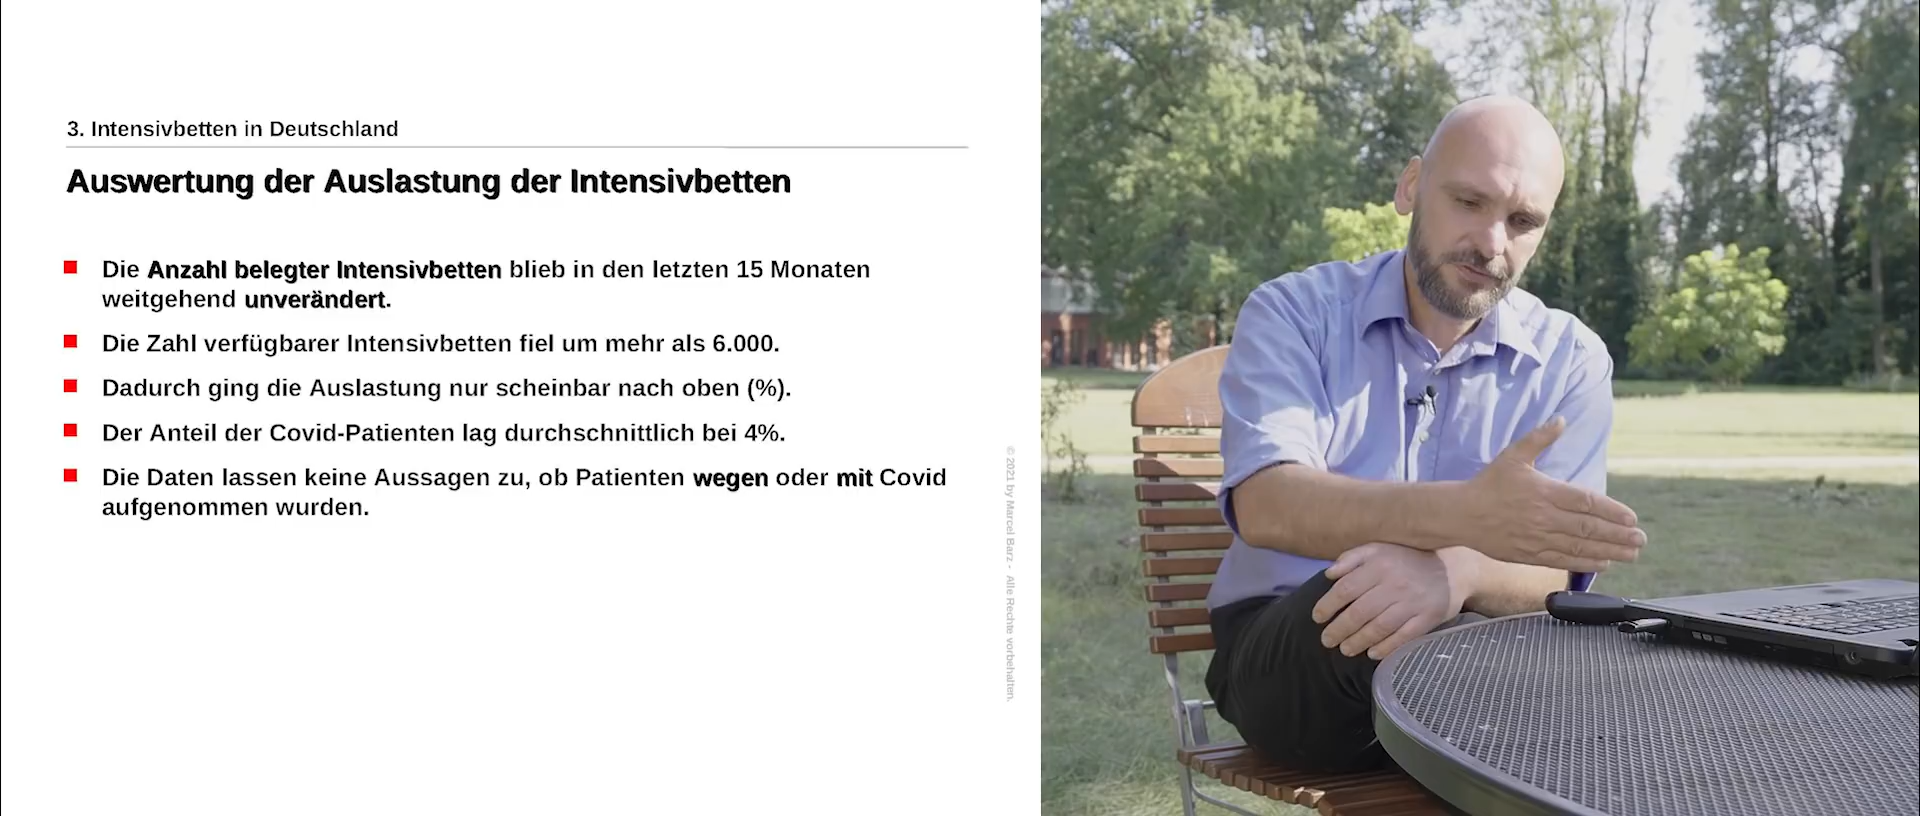 3. Intensivbetten in Deutschland
Auswertung der Auslastung der Intensivbetten
Die Anzahl belegter Intensivbetten blieb in den letzten 15 Monaten
weitgehend unverändert.
Die Zahl verfügbarer Intensivbetten fiel um mehr als 6.000.
Dadurch ging die Auslastung nur scheinbar nach oben (%).
Der Anteil der Covid-Patienten lag durchschnittlich bei 4%.
Die Daten lassen keine Aussagen zu, ob Patienten wegen oder mit Covid
aufgenommen wurden.
© 2021 by Marcel Barz - Alle Rechte vorbehalten.